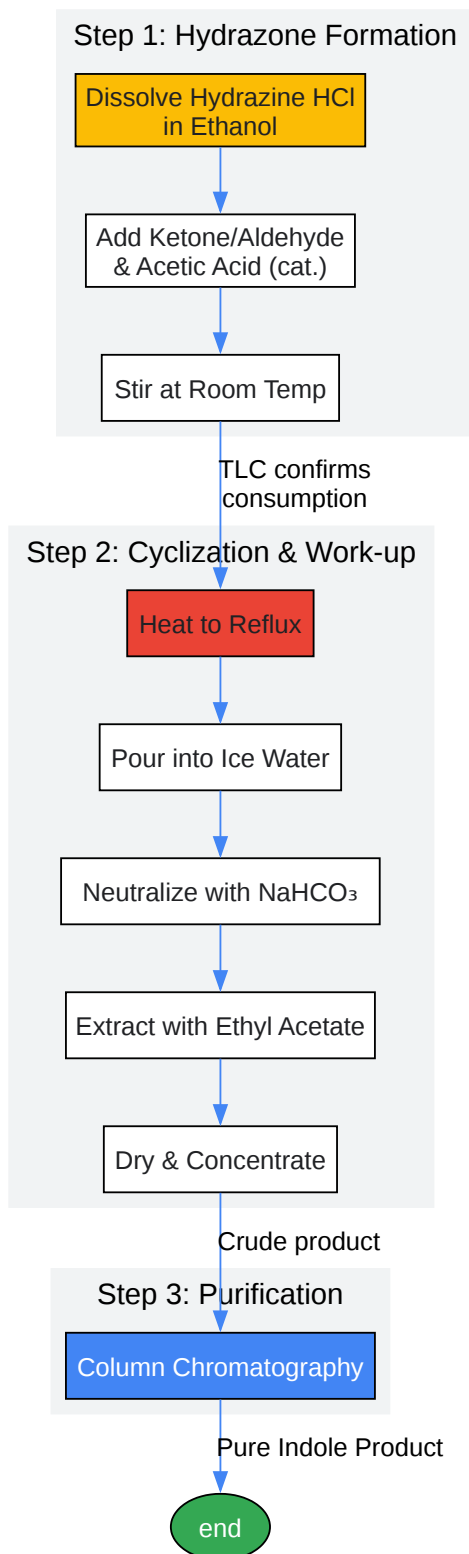 Step 1: Hydrazone Formation
Dissolve Hydrazine HCl
in Ethanol
Add Ketone/Aldehyde
& Acetic Acid (cat.)
Stir at Room Temp
TLC confirms
consumption
Step 2: Cyclization & Work-up
Heat to Reflux
Pour into Ice Water
Neutralize with NaHCO₃
Extract with Ethyl Acetate
Dry & Concentrate
Crude product
Step 3: Purification
Column Chromatography
Pure Indole Product
end